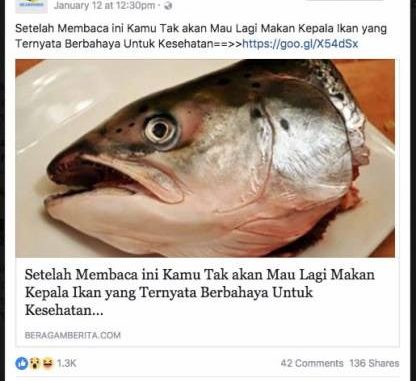 January 12 at 12:30pm ·
Setelah Membaca ini Kamu Tak akan Mau Lagi Makan Kepala Ikan yang
Ternyata Berbahaya Untuk Kesehatan==>>https://goo.gl/X54dSx
Setelah Membaca ini Kamu Tak akan Mau Lagi Makan
Kepala Ikan yang Ternyata Berbahaya Untuk
Kesehatan...
BERAGAMBERITA.COM
1.3K
42 Comments 136 Shares